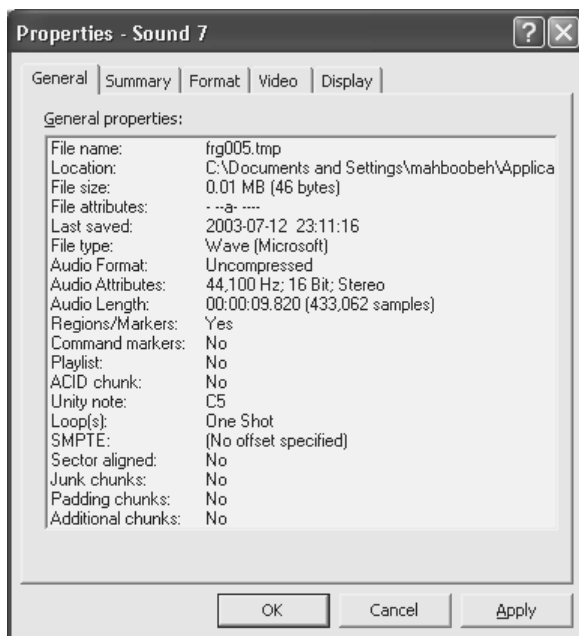 Properties - Sound 7
General Summary Format Video Display
General properties:
File name: frg005.tmp
Location: C:\Documents and Settings\mahboobeh\Applica
File size: 0.01 MB (46 bytes)
File attributes: - --a- ----
Last saved: 2003-07-12 23:11:16
File type: Wave (Microsoft)
Audio Format: Uncompressed
Audio Attributes: 44,100 Hz; 16 Bit; Stereo
Audio Length: 00:00:09.820 (433,062 samples)
Regions/Markers: Yes
Command markers: No
Playlist: No
ACID chunk: No
Unity note: C5
Loop(s): One Shot
SMPTE: (No offset specified)
Sector aligned: No
Junk chunks: No
Padding chunks: No
Additional chunks: No
OK Cancel Apply